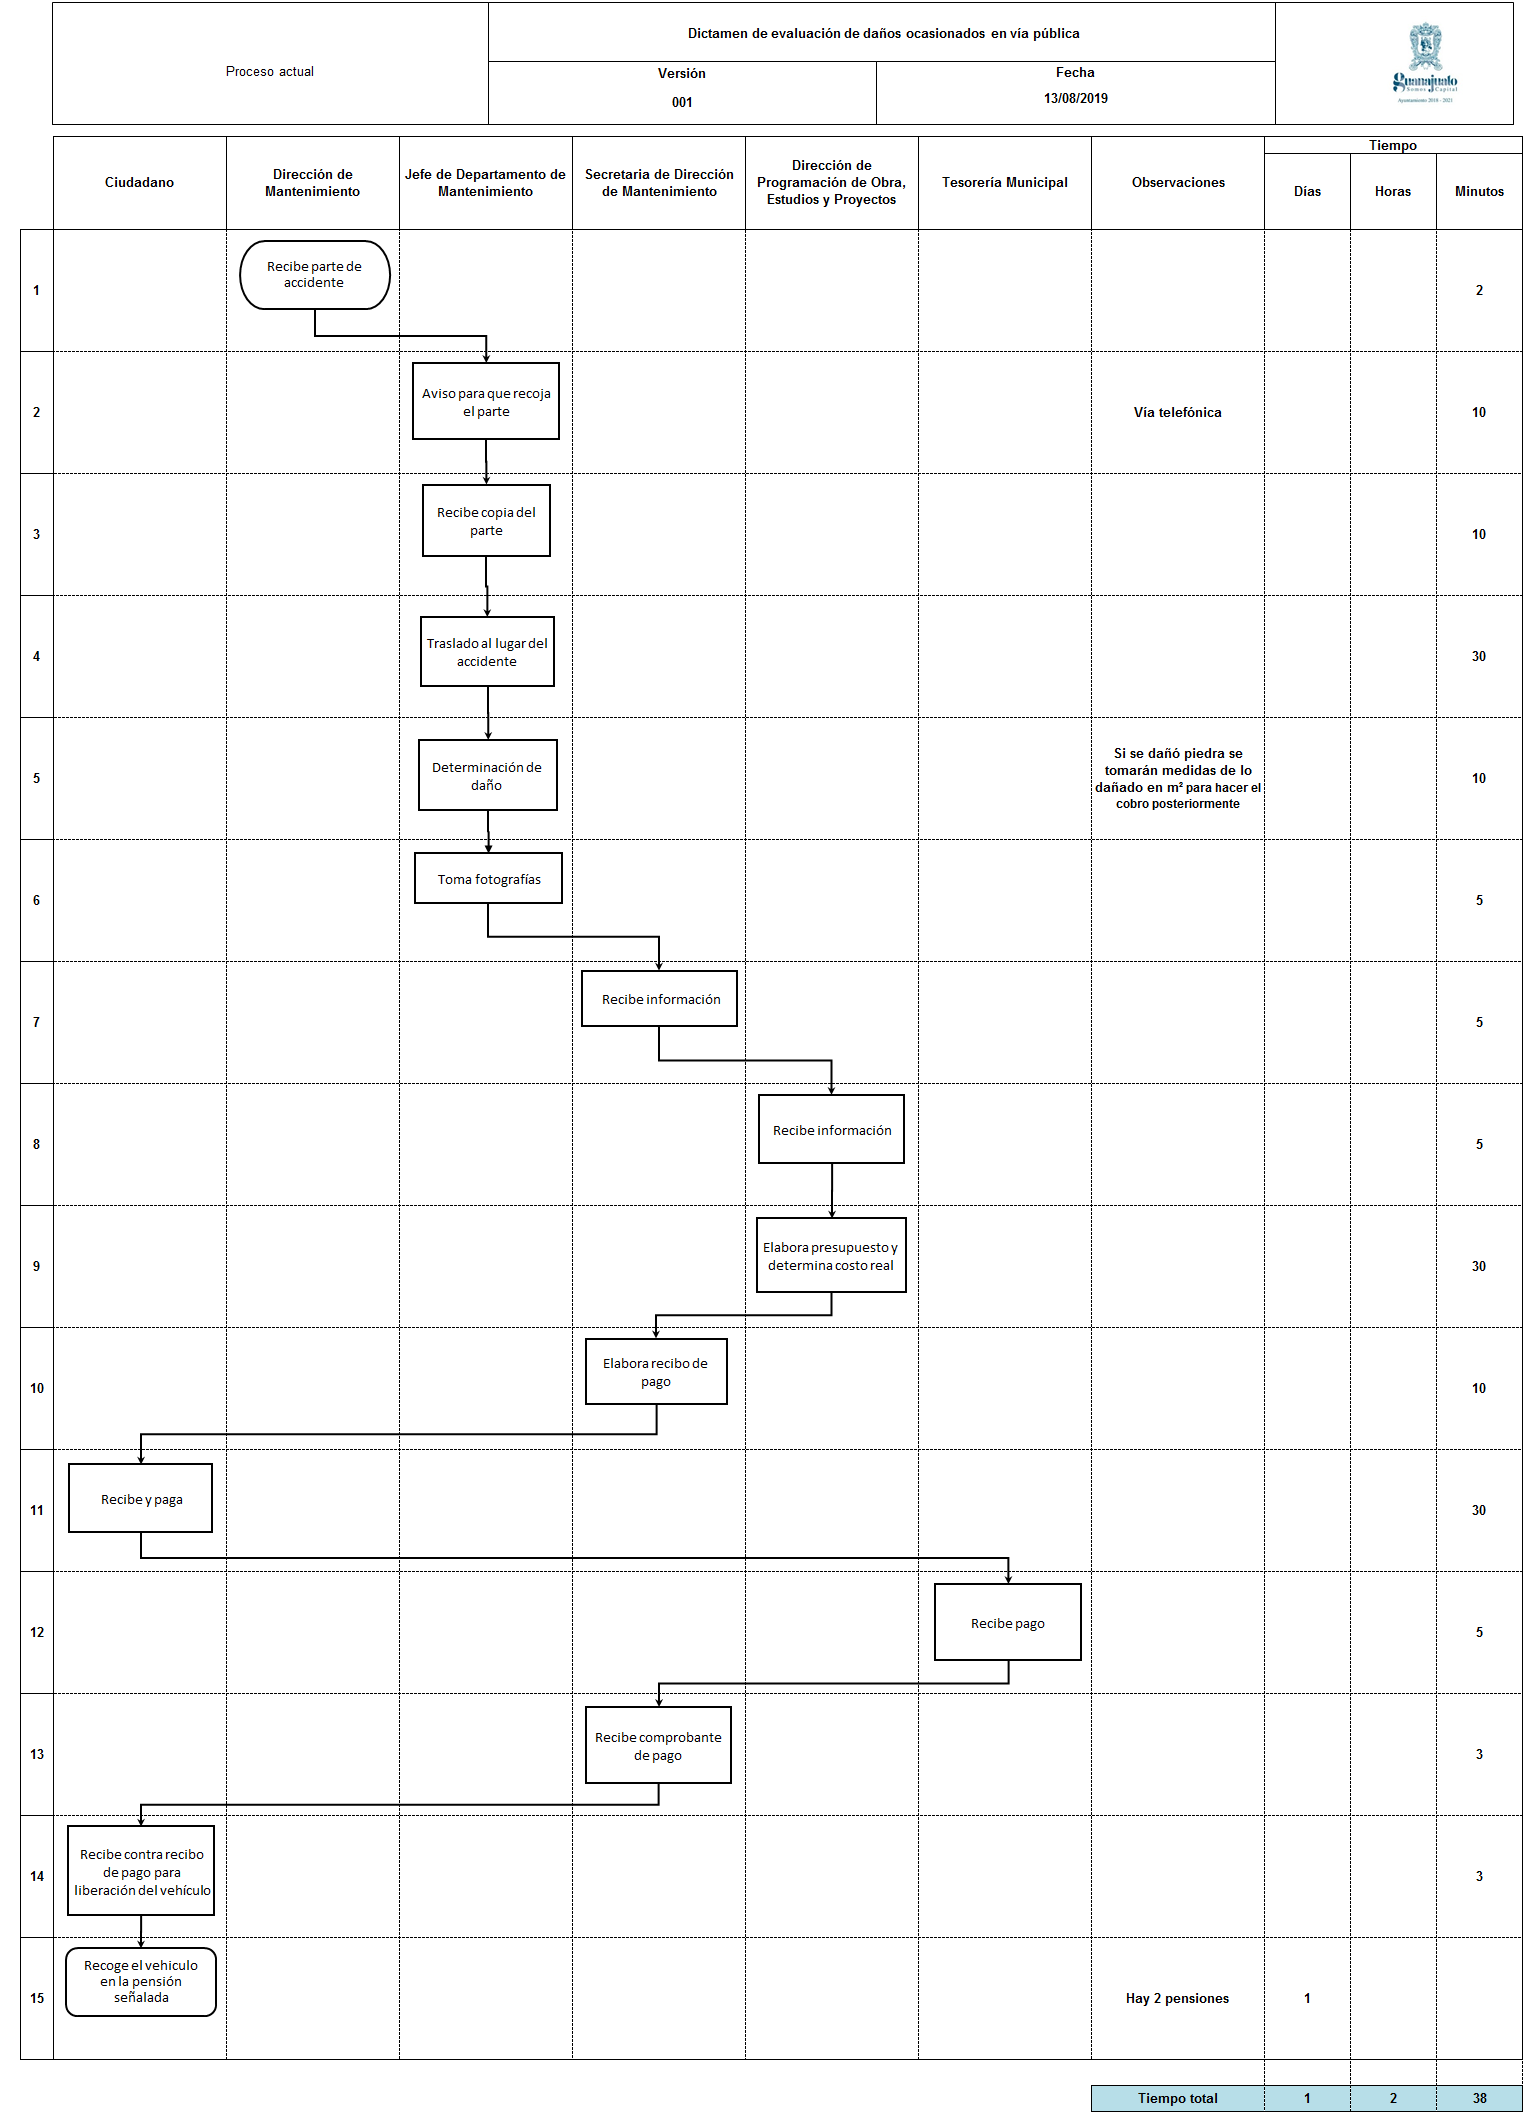 Proceso actual
Dictamen de evaluación de daños ocasionados en vía pública
Versión
001
Fecha
13/08/2019
guanajuato
Somos Capital
Ayuntamiento 2018 - 2021
Ciudadano
Dirección de
Mantenimiento
Jefe de Departamento de
Mantenimiento
Secretaria de Dirección
de Mantenimiento
Dirección de
Programación de Obra,
Estudios y Proyectos
Tesorería Municipal
Observaciones
Tiempo
Días
Horas
Minutos
1
Recibe parte de
accidente
2
2
Aviso para que recoja
el parte
Vía telefónica
10
3
Recibe copia del
parte
10
4
Traslado al lugar del
accidente
30
5
Determinación de
daño
Si se dañó piedra se
tomarán medidas de lo
dañado en m² para hacer el
cobro posteriormente
10
6
Toma fotografías
5
7
Recibe información
5
8
Recibe información
5
9
Elabora presupuesto y
determina costo real
30
10
Elabora recibo de
pago
10
11
Recibe y paga
30
12
Recibe pago
5
13
Recibe comprobante
de pago
3
14
Recibe contra recibo
de pago para
liberación del vehículo
3
15
Recoge el vehiculo
en la pensión
señalada
Hay 2 pensiones
1
Tiempo total
1
2
38